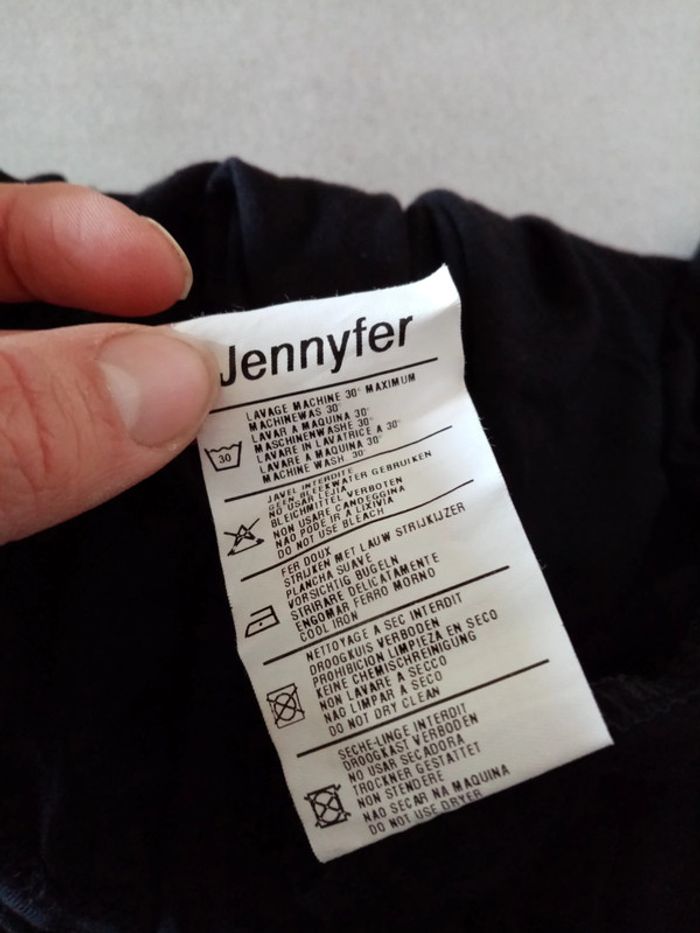 Jennyfer
LAVAGE MACHINE 30° MAXIMUM
MACHINEWAS 30°
LAVAR A MAQUINA 30°
MASCHINENWASHE 30°
LAVARE IN LAVATRICE A 30°
LAVARE A MAQUINA 30°
MACHINE WASH 30°
30
JAVEL INTERDITE
GEEN BLEEKWATER GEBRUIKEN
NO USAR LEJIA
BLEICHMITTEL VERBOTEN
NON USARE CANDEGGINA
NAO PODE IR A LIXIVIA
DO NOT USE BLEACH
FER DOUX
STRIJKEN MET LAUW STRIJKIJZER
PLANCHA SUAVE
VORSICHTIG BUGELN
STRIRARE DELICATAMENTE
ENGOMAR FERRO MORNO
COOL IRON
NETTOYAGE A SEC INTERDIT
DROOGKUIS VERBODEN
PROHIBICION LIMPIEZA EN SECO
KEINE CHEMISCHREINIGUNG
NON LAVARE A SECCO
NAO LIMPAR A SECO
DO NOT DRY CLEAN
SECHE-LINGE INTERDIT
DROOGKAST VERBODEN
NO USAR SECADORA
TROCKNER GESTATTET
NON STENDERE
NAO SECAR NA MAQUINA
DO NOT USE DRYER